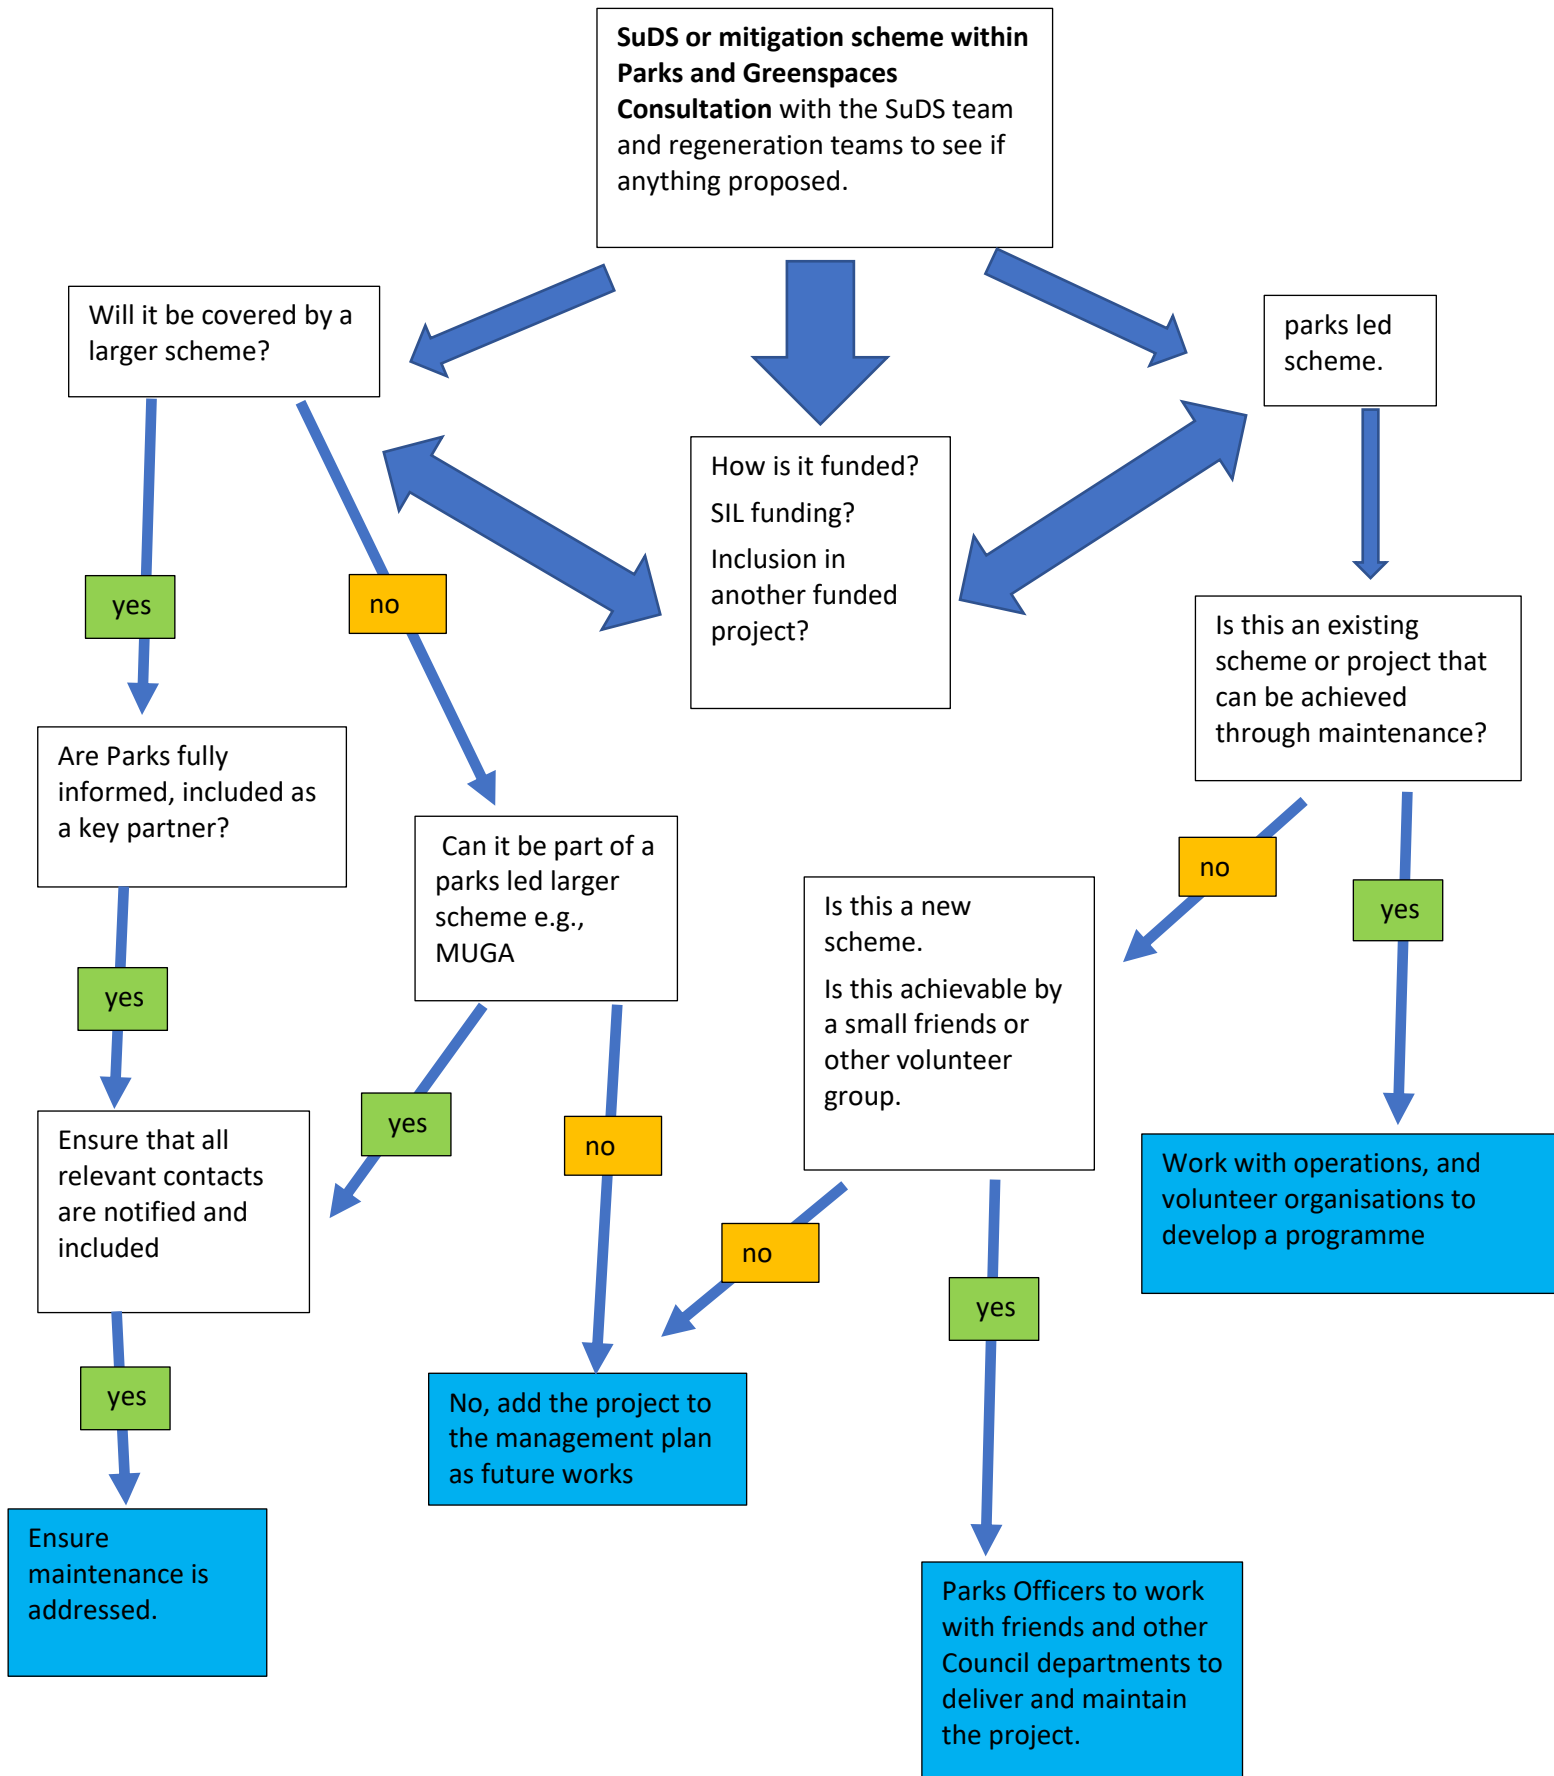 SuDS or mitigation scheme within
Parks and Greenspaces
Consultation with the SuDS team
and regeneration teams to see if
anything proposed.
Will it be covered by a
larger scheme?
parks led
scheme.
How is it funded?
SIL funding?
Inclusion in
another funded
project?
yes
no
Is this an existing
scheme or project that
can be achieved
through maintenance?
Are Parks fully
informed, included as
a key partner?
Can it be part of a
parks led larger
scheme e.g.,
MUGA
no
yes
Is this a new
scheme.
Is this achievable by
a small friends or
other volunteer
group.
yes
yes
no
Ensure that all
relevant contacts
are notified and
included
Work with operations, and
volunteer organisations to
develop a programme
no
yes
yes
No, add the project to
the management plan
as future works
Ensure
maintenance is
addressed.
Parks Officers to work
with friends and other
Council departments to
deliver and maintain
the project.